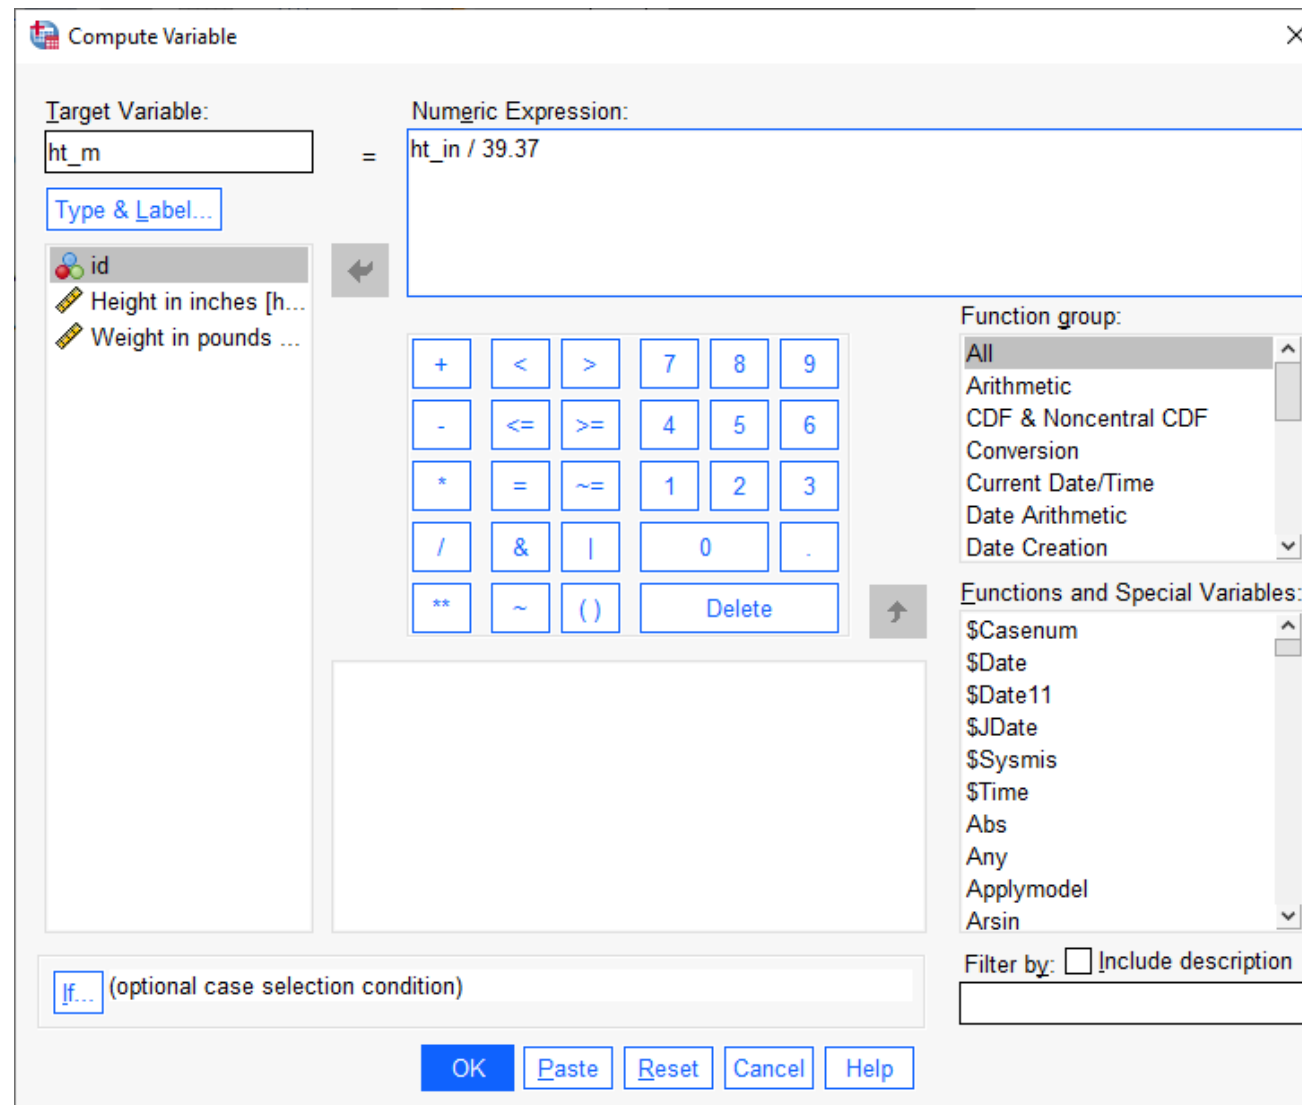 Compute Variable
Target Variable:
Numeric Expression:
ht_m
=
ht_in / 39.37
Type & Label...
id
Height in inches [h...
Weight in pounds ...
+
<
>
7
8
9
-
<=
>=
4
5
6
*
=
~=
1
2
3
/
&
|
0
.
**
~
( )
Delete
Function group:
All
Arithmetic
CDF & Noncentral CDF
Conversion
Current Date/Time
Date Arithmetic
Date Creation
Functions and Special Variables:
$Casenum
$Date
$Date11
$JDate
$Sysmis
$Time
Abs
Any
Applymodel
Arsin
If...
(optional case selection condition)
Filter by:
Include description
OK
Paste
Reset
Cancel
Help